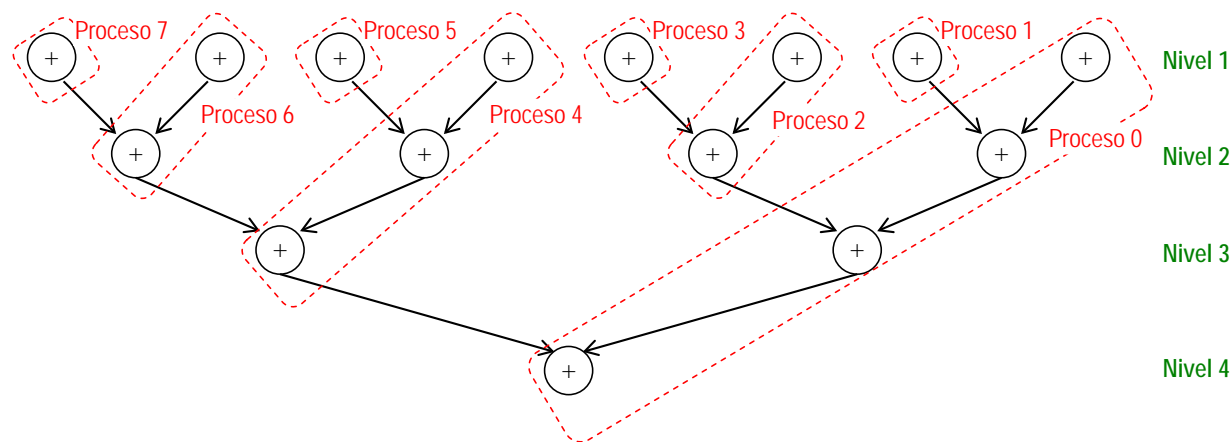 Proceso 7
Proceso 5
Proceso 3
Proceso 1
+ + + + + + + +
Nivel 1
Proceso 6
Proceso 4
Proceso 2
Proceso 0
+ + + +
Nivel 2
+ +
Nivel 3
+
Nivel 4